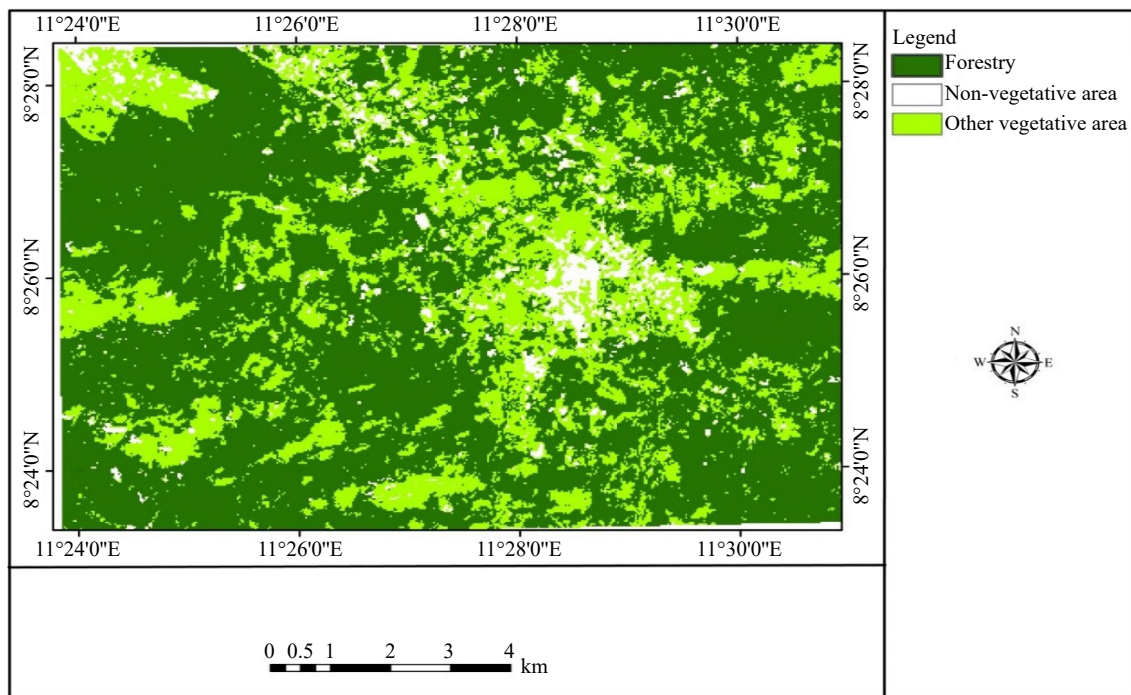 11°24'0"E 11°26'0"E 11°28'0"E 11°30'0"E
8°28'0"N 8°28'0"N
8°26'0"N 8°26'0"N
8°24'0"N 8°24'0"N
11°24'0"E 11°26'0"E 11°28'0"E 11°30'0"E
Legend
Forestry
Non-vegetative area
Other vegetative area
N
W E
S
0 0.5 1 2 3 4
km